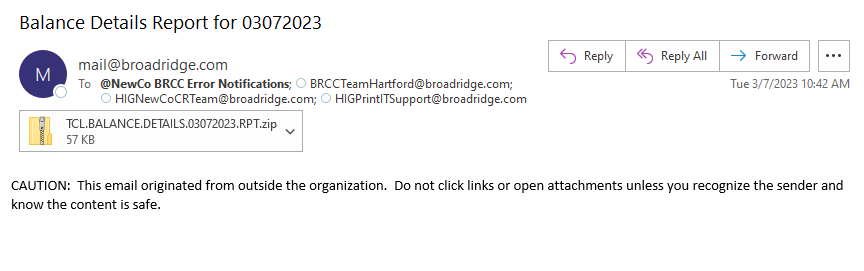 Balance Details Report for 03072023
M
mail@broadridge.com
To @NewCo BRCC Error Notifications; BRCCTeamHartford@broadridge.com;
HIGNewCoCRTeam@broadridge.com; HIGPrintITSupport@broadridge.com
Reply
Reply All
Forward
Tue 3/7/2023 10:42 AM
TCL.BALANCE.DETAILS.03072023.RPT.zip
57 KB
CAUTION:  This email originated from outside the organization.  Do not click links or open attachments unless you recognize the sender and
know the content is safe.